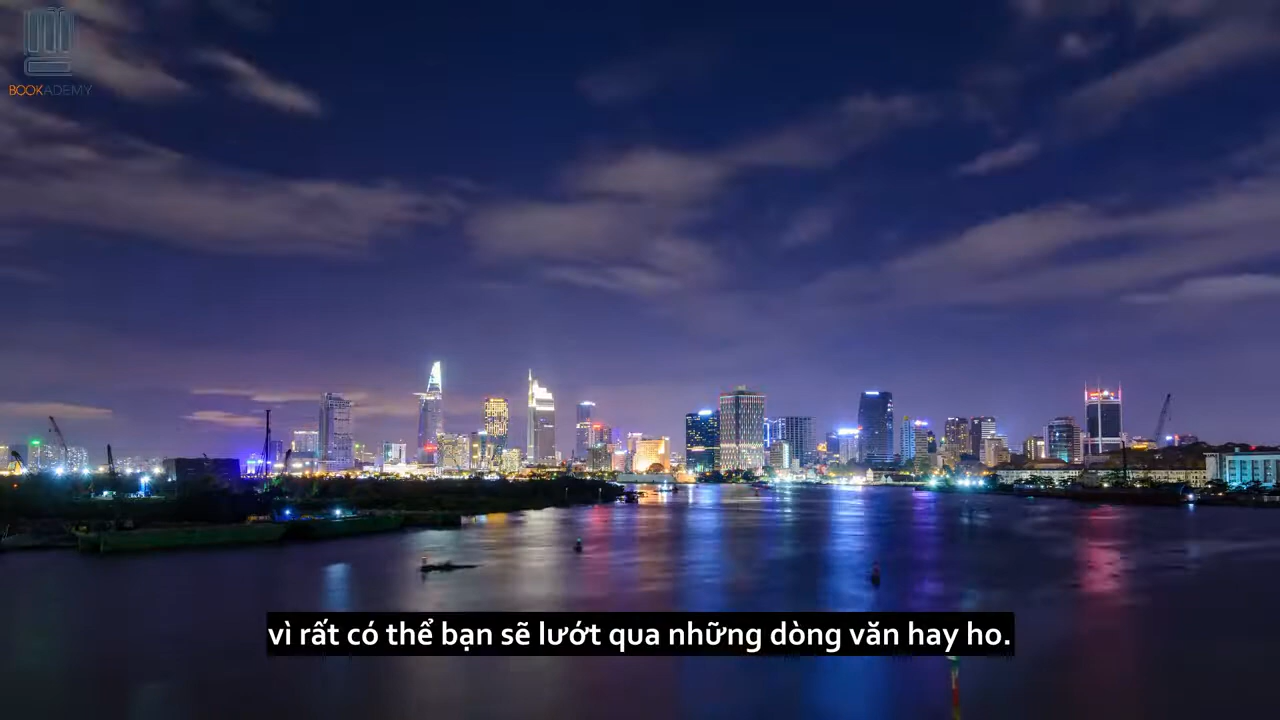 BOOKADEMY
vì rất có thể bạn sẽ lướt qua những dòng văn hay ho.